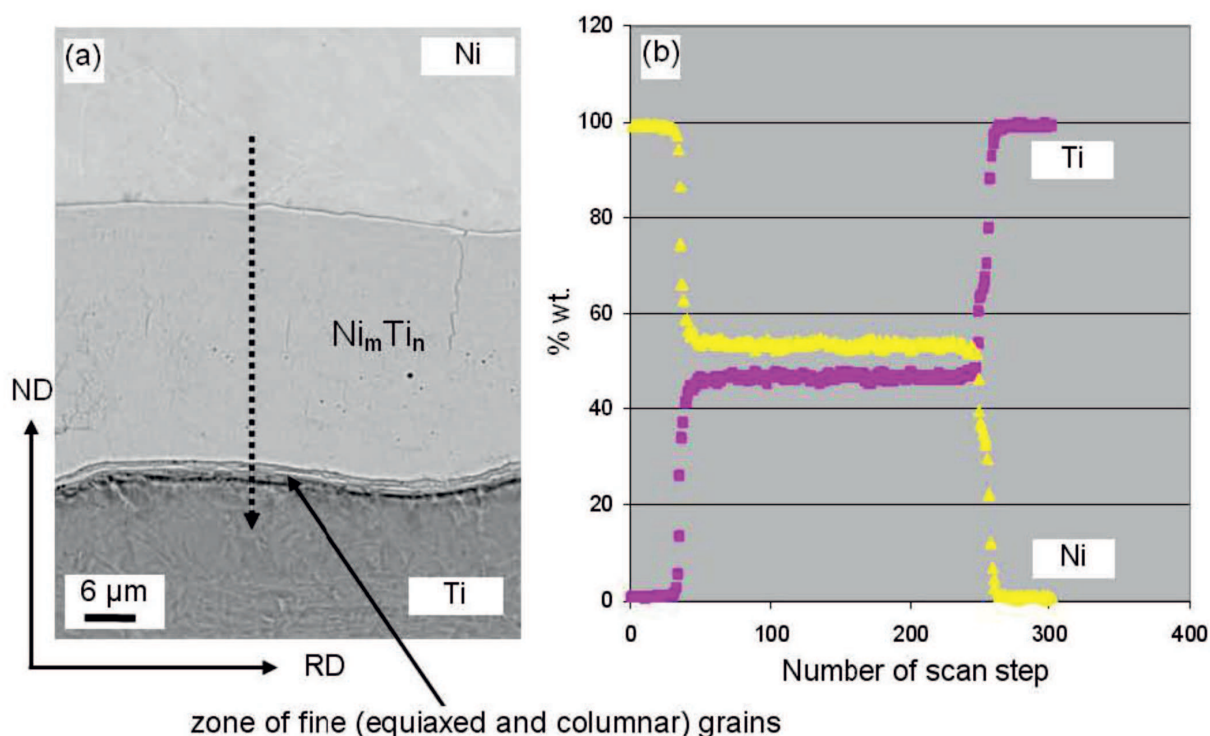 (a)
Ni
NiₘTiₙ
ND
6 µm
Ti
RD
zone of fine (equiaxed and columnar) grains
(b)
120
100
80
60
40
20
0
% wt.
Ti
Ni
0 100 200 300 400
Number of scan step